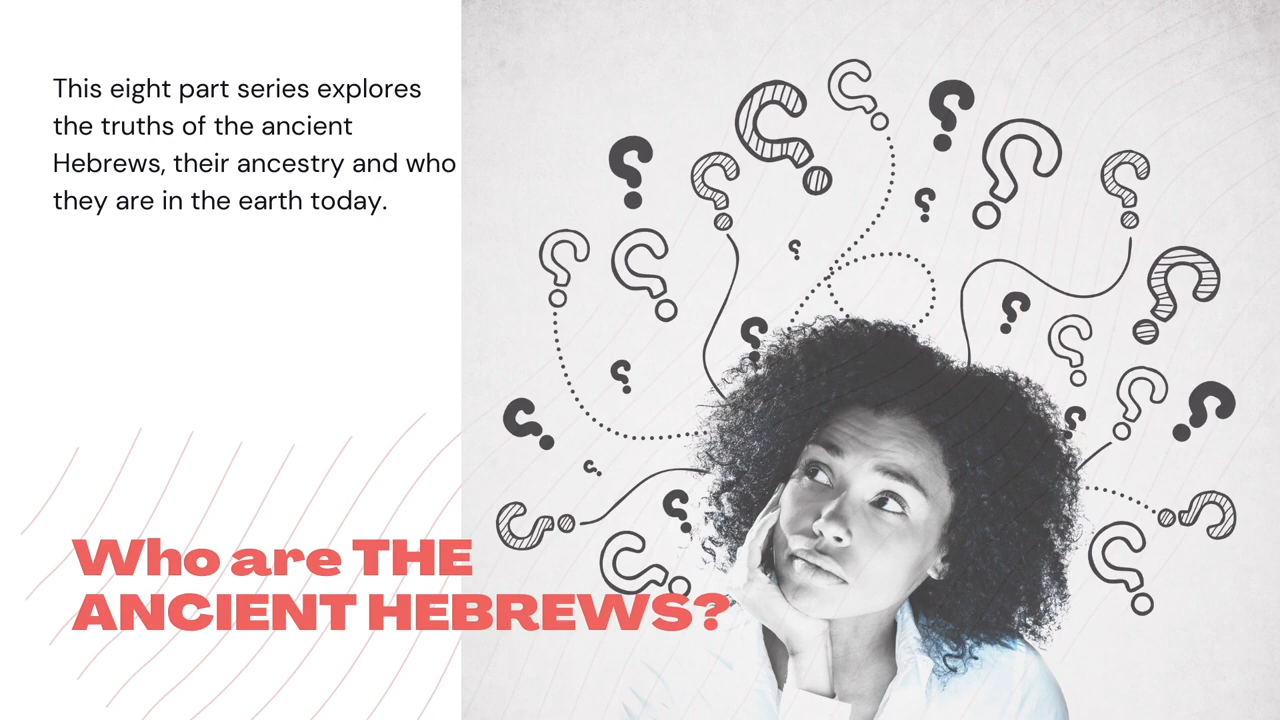 This eight part series explores
the truths of the ancient
Hebrews, their ancestry and who
they are in the earth today.
Who are THE
ANCIENT HEBREWS?